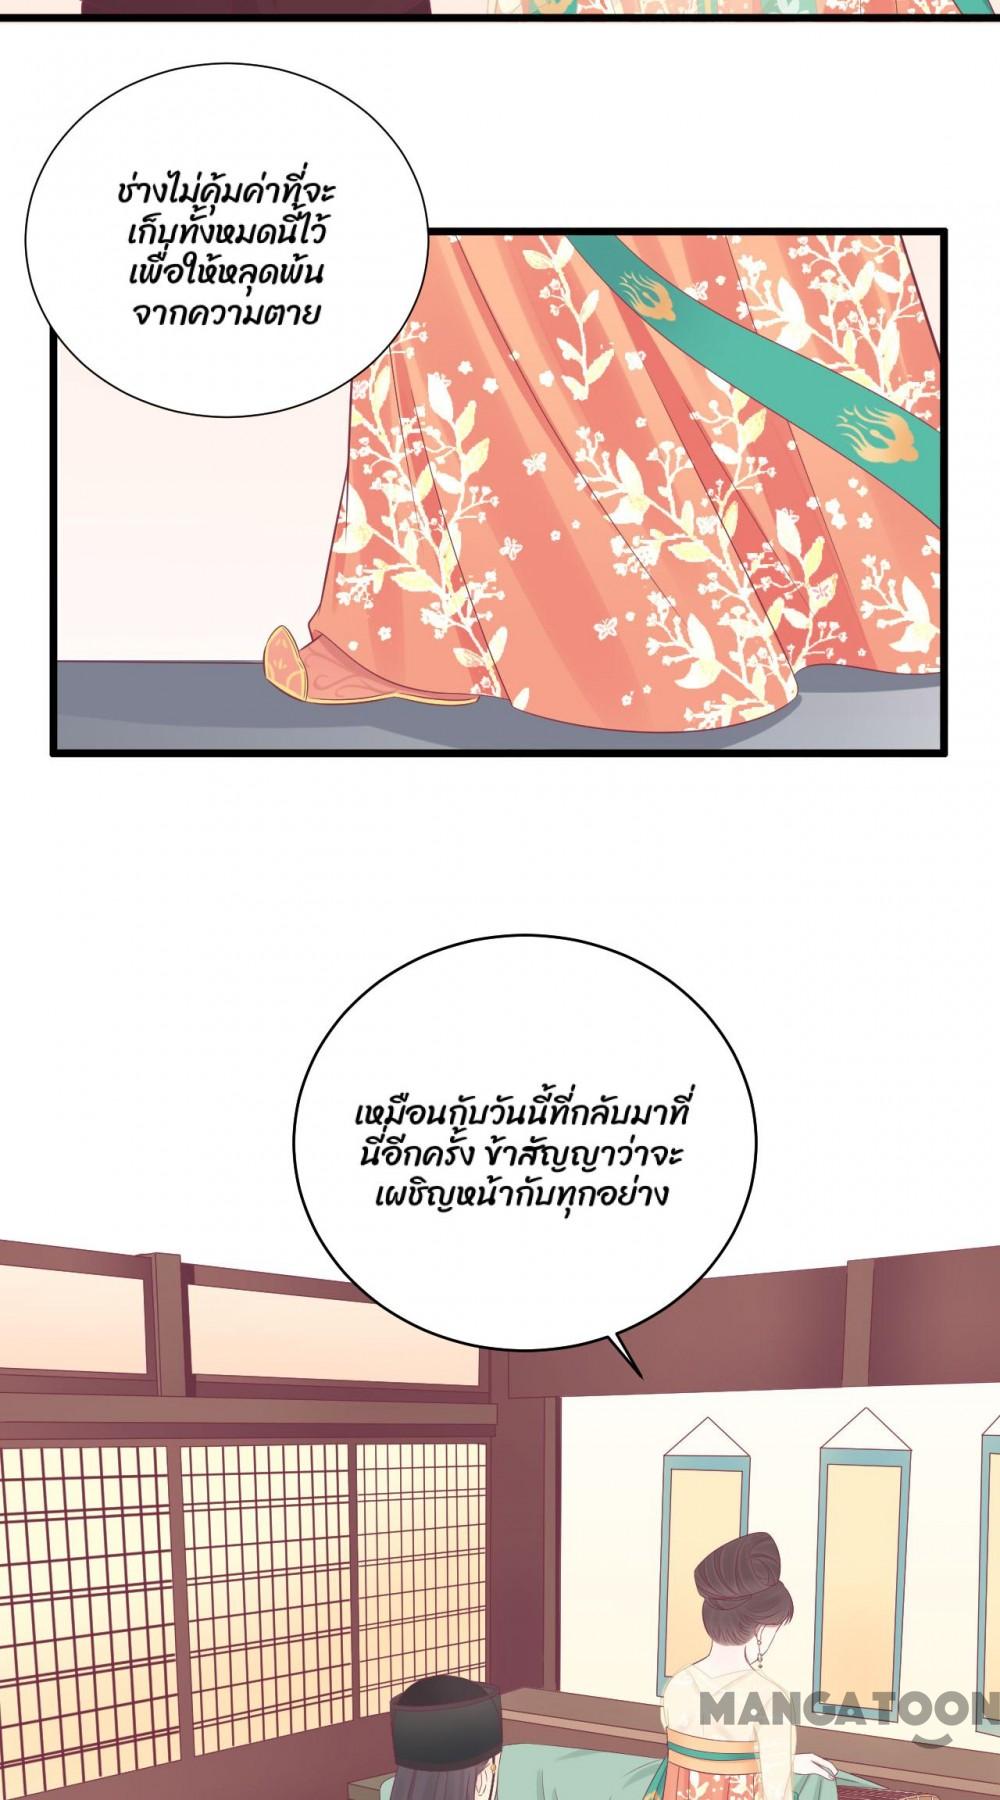 ช่างไม่คุ้มค่าที่จะ
เก็บทั้งหมดนี้ไว้
เพื่อให้หลุดพ้น
จากความตาย
เหมือนกับวันนี้ที่กลับมาที่
นี่อีกครั้ง ข้าสัญญาว่าจะ
เผชิญหน้ากับทุกอย่าง
MANGATOON